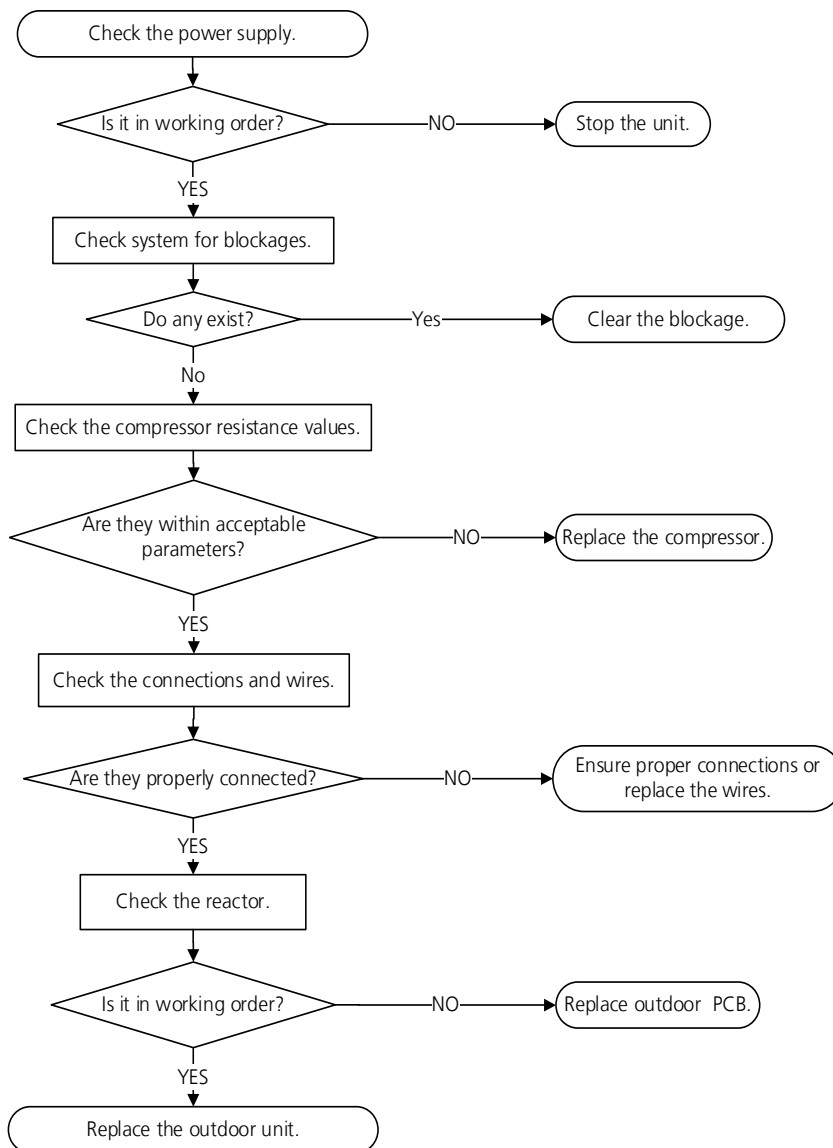 Check the power supply.
Is it in working order?
NO
Stop the unit.
YES
Check system for blockages.
Do any exist?
Yes
Clear the blockage.
No
Check the compressor resistance values.
Are they within acceptable
parameters?
NO
Replace the compressor.
YES
Check the connections and wires.
Are they properly connected?
NO
Ensure proper connections or
replace the wires.
YES
Check the reactor.
Is it in working order?
NO
Replace outdoor PCB.
YES
Replace the outdoor unit.